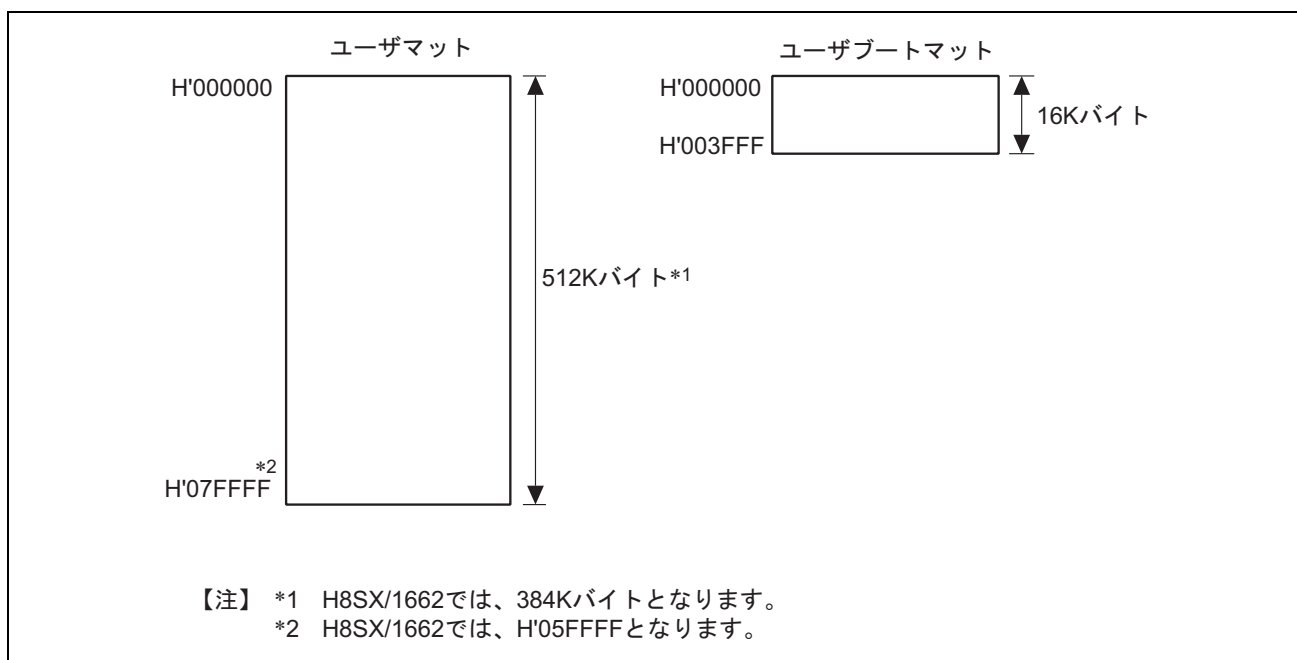 ユーザマット
H'000000
512Kバイト*1
*2
H'07FFFF
ユーザブートマット
H'000000
16Kバイト
H'003FFF
【注】 *1 H8SX/1662では、384Kバイトとなります。
*2 H8SX/1662では、H'05FFFFとなります。